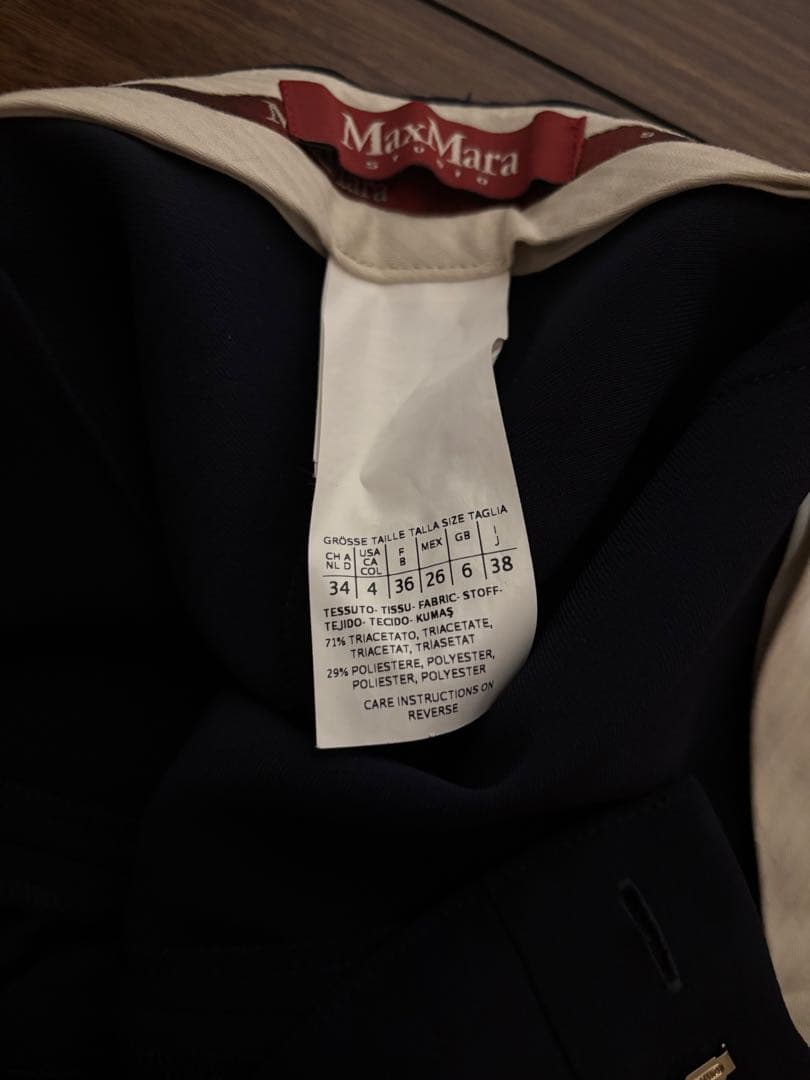 MaxMara
STUDIO
GRÖSSE TAILLE TALLA SIZE TAGLIA
CH A NL D | USA CA COL | F B | MEX | GB | I J
34 | 4 | 36 | 26 | 6 | 38
TESSUTO- TISSU- FABRIC- STOFF-
TEJIDO- TECIDO- KUMAŞ
71% TRIACETATO, TRIACETATE,
TRIACETAT, TRIASETAT
29% POLIESTERE, POLYESTER,
POLIESTER, POLYESTER
CARE INSTRUCTIONS ON
REVERSE